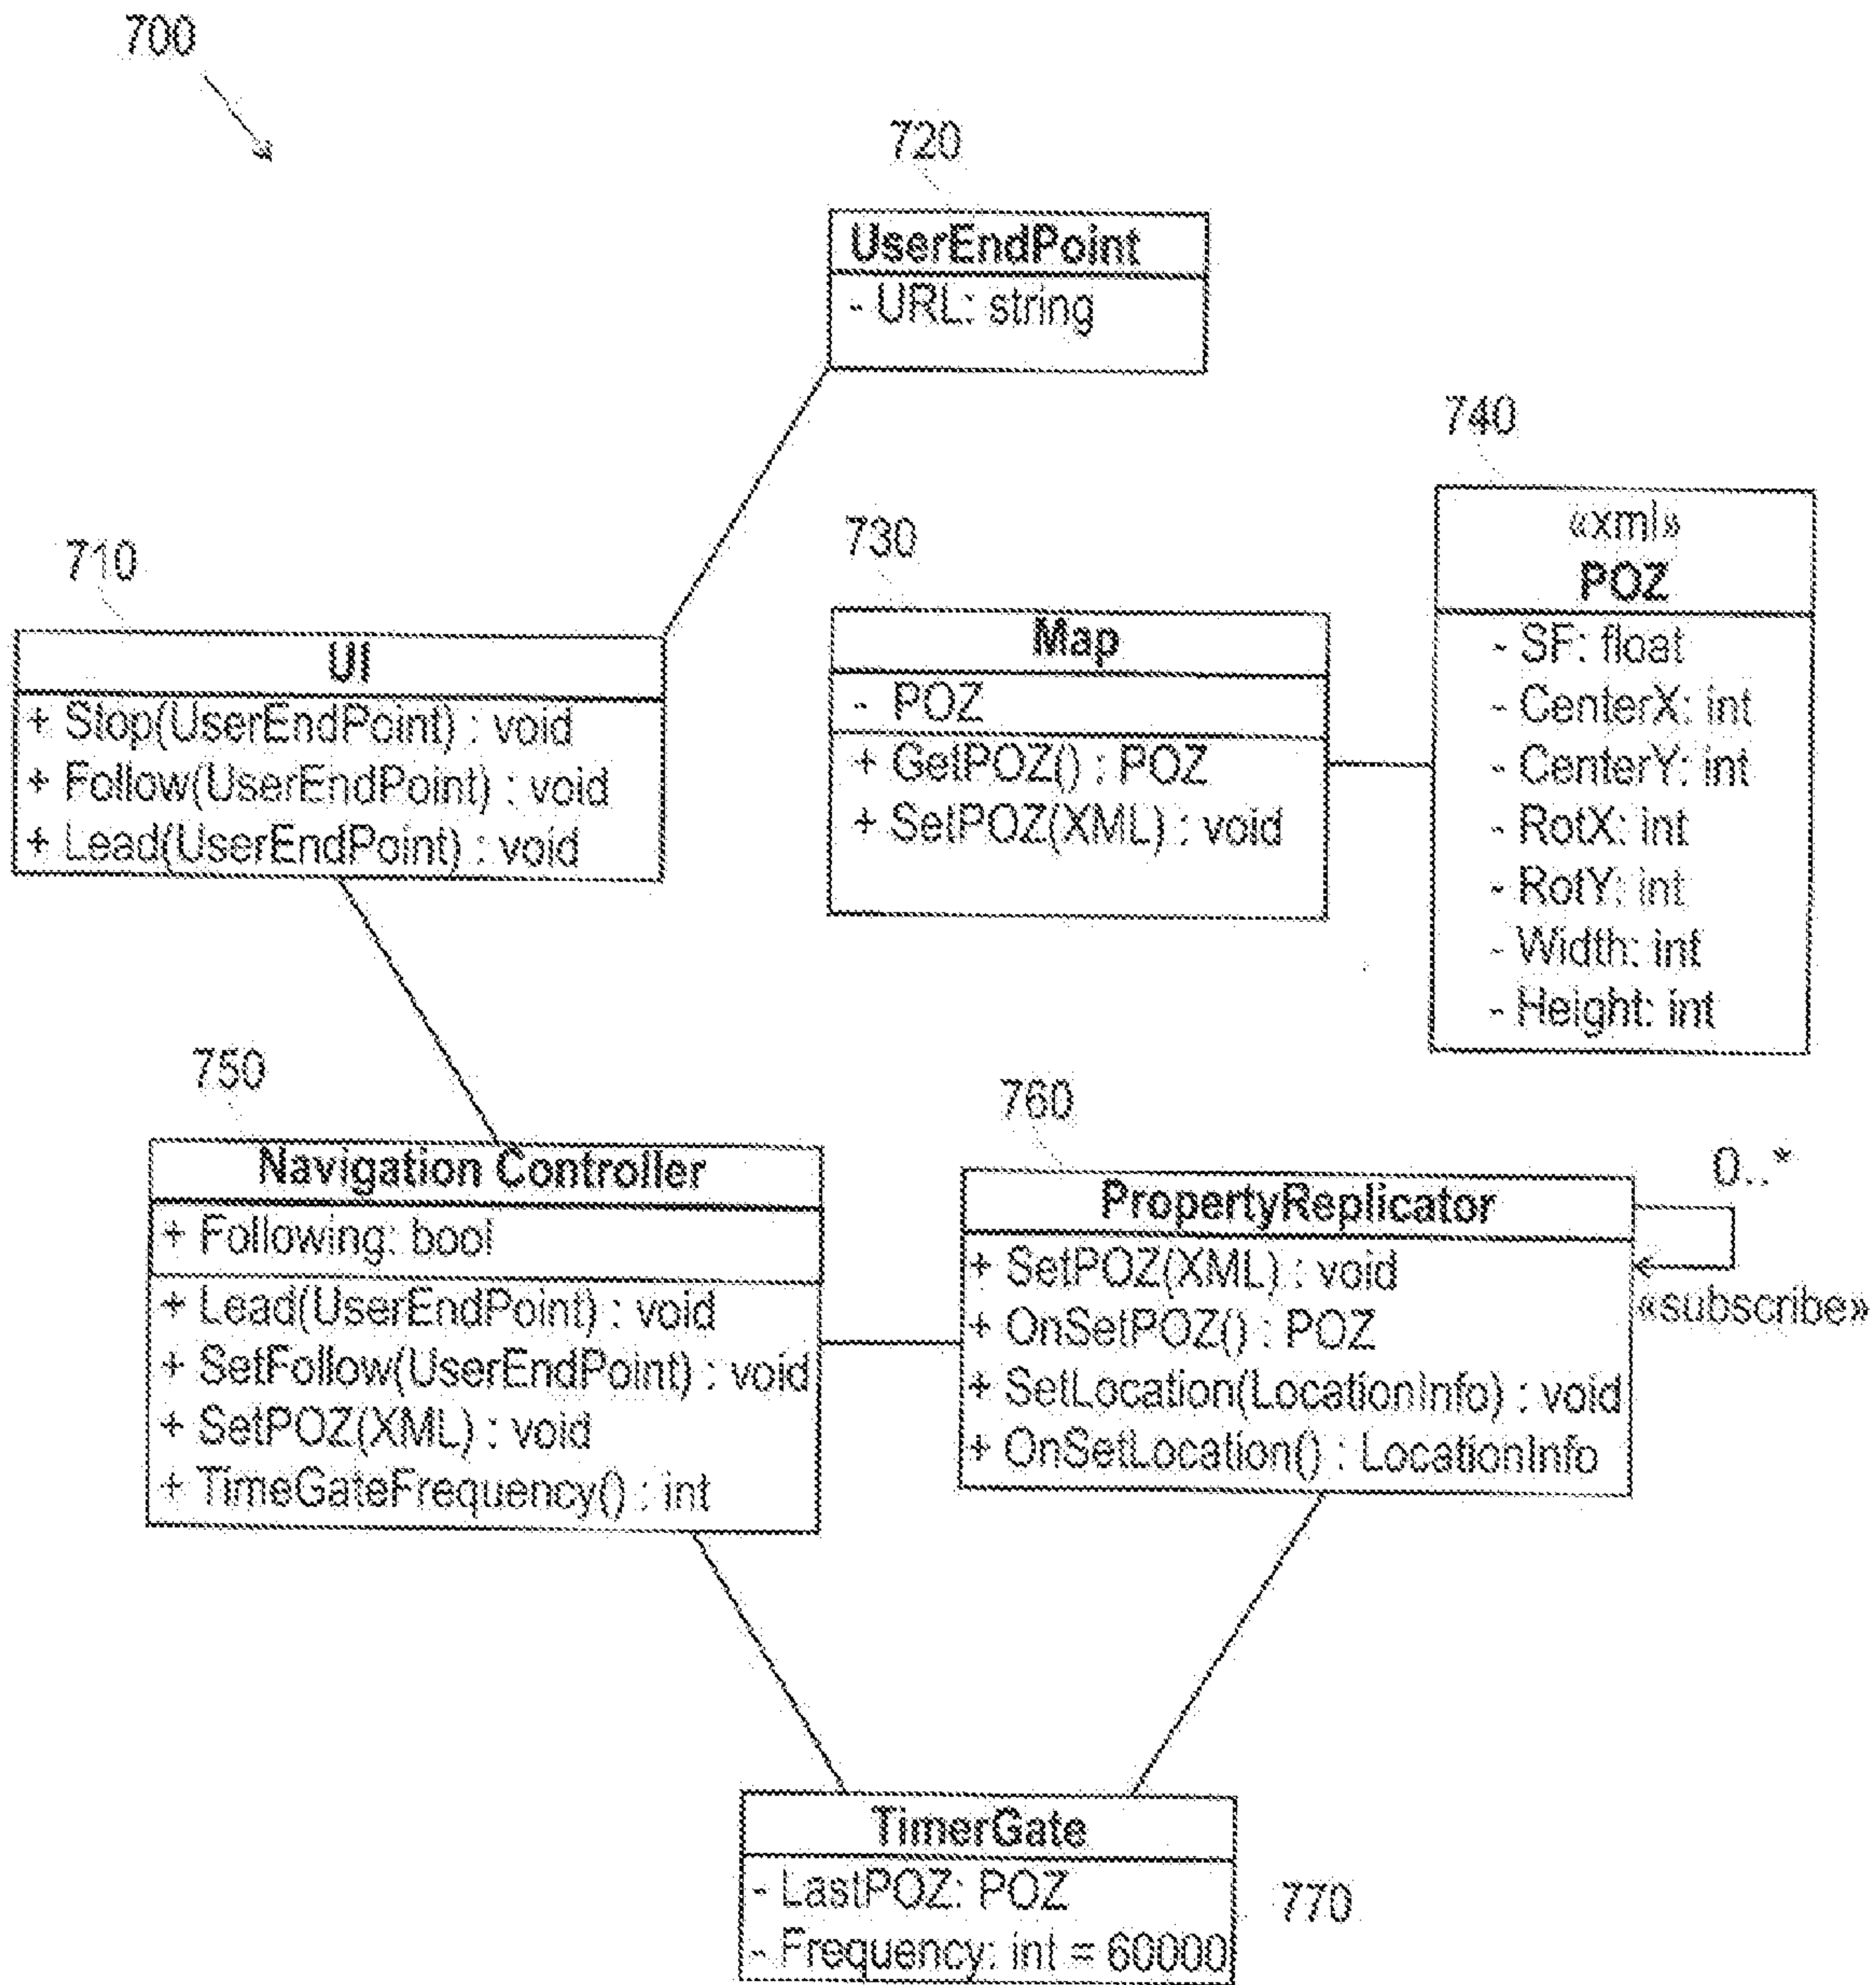 700
720
UserEndPoint
- URL: string
740
«xml»
POZ
- SF: float
- CenterX: int
- CenterY: int
- RotX: int
- RotY: int
- Width: int
- Height: int
730
Map
- POZ
+ GetPOZ() : POZ
+ SetPOZ(XML) : void
710
UI
+ Stop(UserEndPoint) : void
+ Follow(UserEndPoint) : void
+ Lead(UserEndPoint) : void
750
Navigation Controller
+ Following: bool
+ Lead(UserEndPoint) : void
+ SetFollow(UserEndPoint) : void
+ SetPOZ(XML) : void
+ TimeGateFrequency() : int
760
PropertyReplicator
+ SetPOZ(XML) : void
+ OnSetPOZ() : POZ
+ SetLocation(LocationInfo) : void
+ OnSetLocation() : LocationInfo
0..*
«subscribe»
TimerGate
- LastPOZ: POZ
- Frequency: int = 60000
770